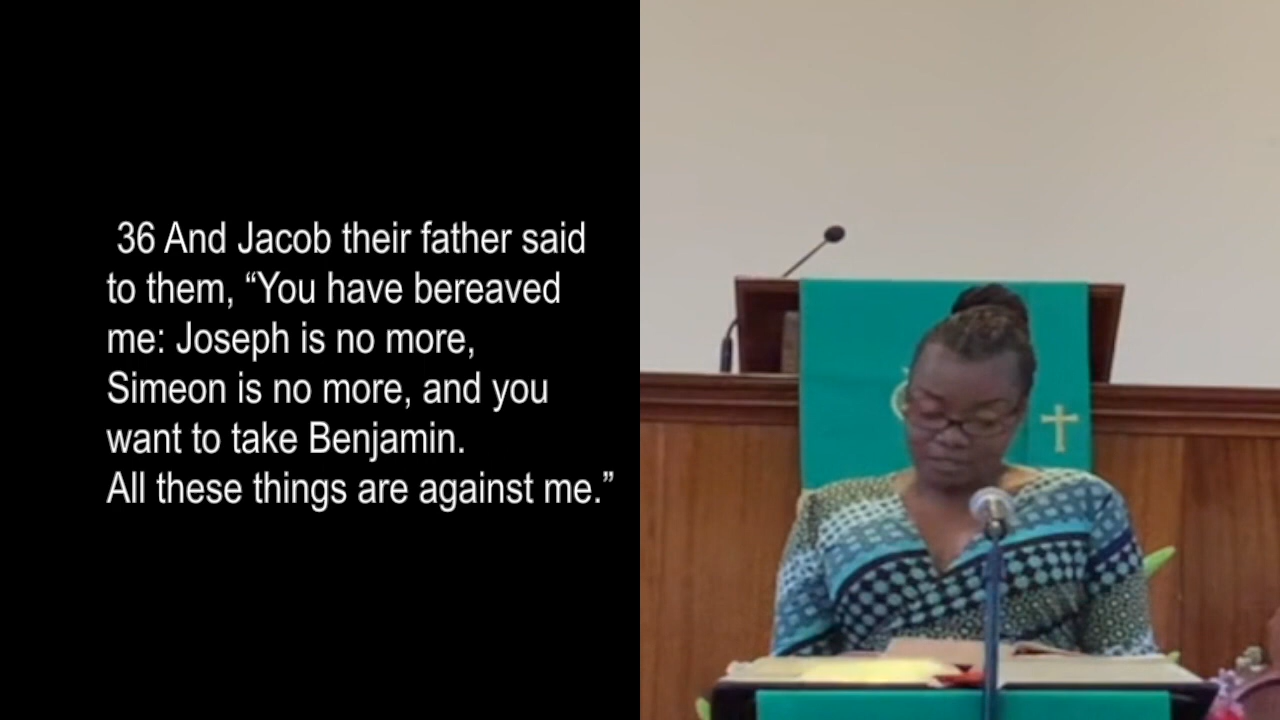 36 And Jacob their father said
to them, “You have bereaved
me: Joseph is no more,
Simeon is no more, and you
want to take Benjamin.
All these things are against me.”